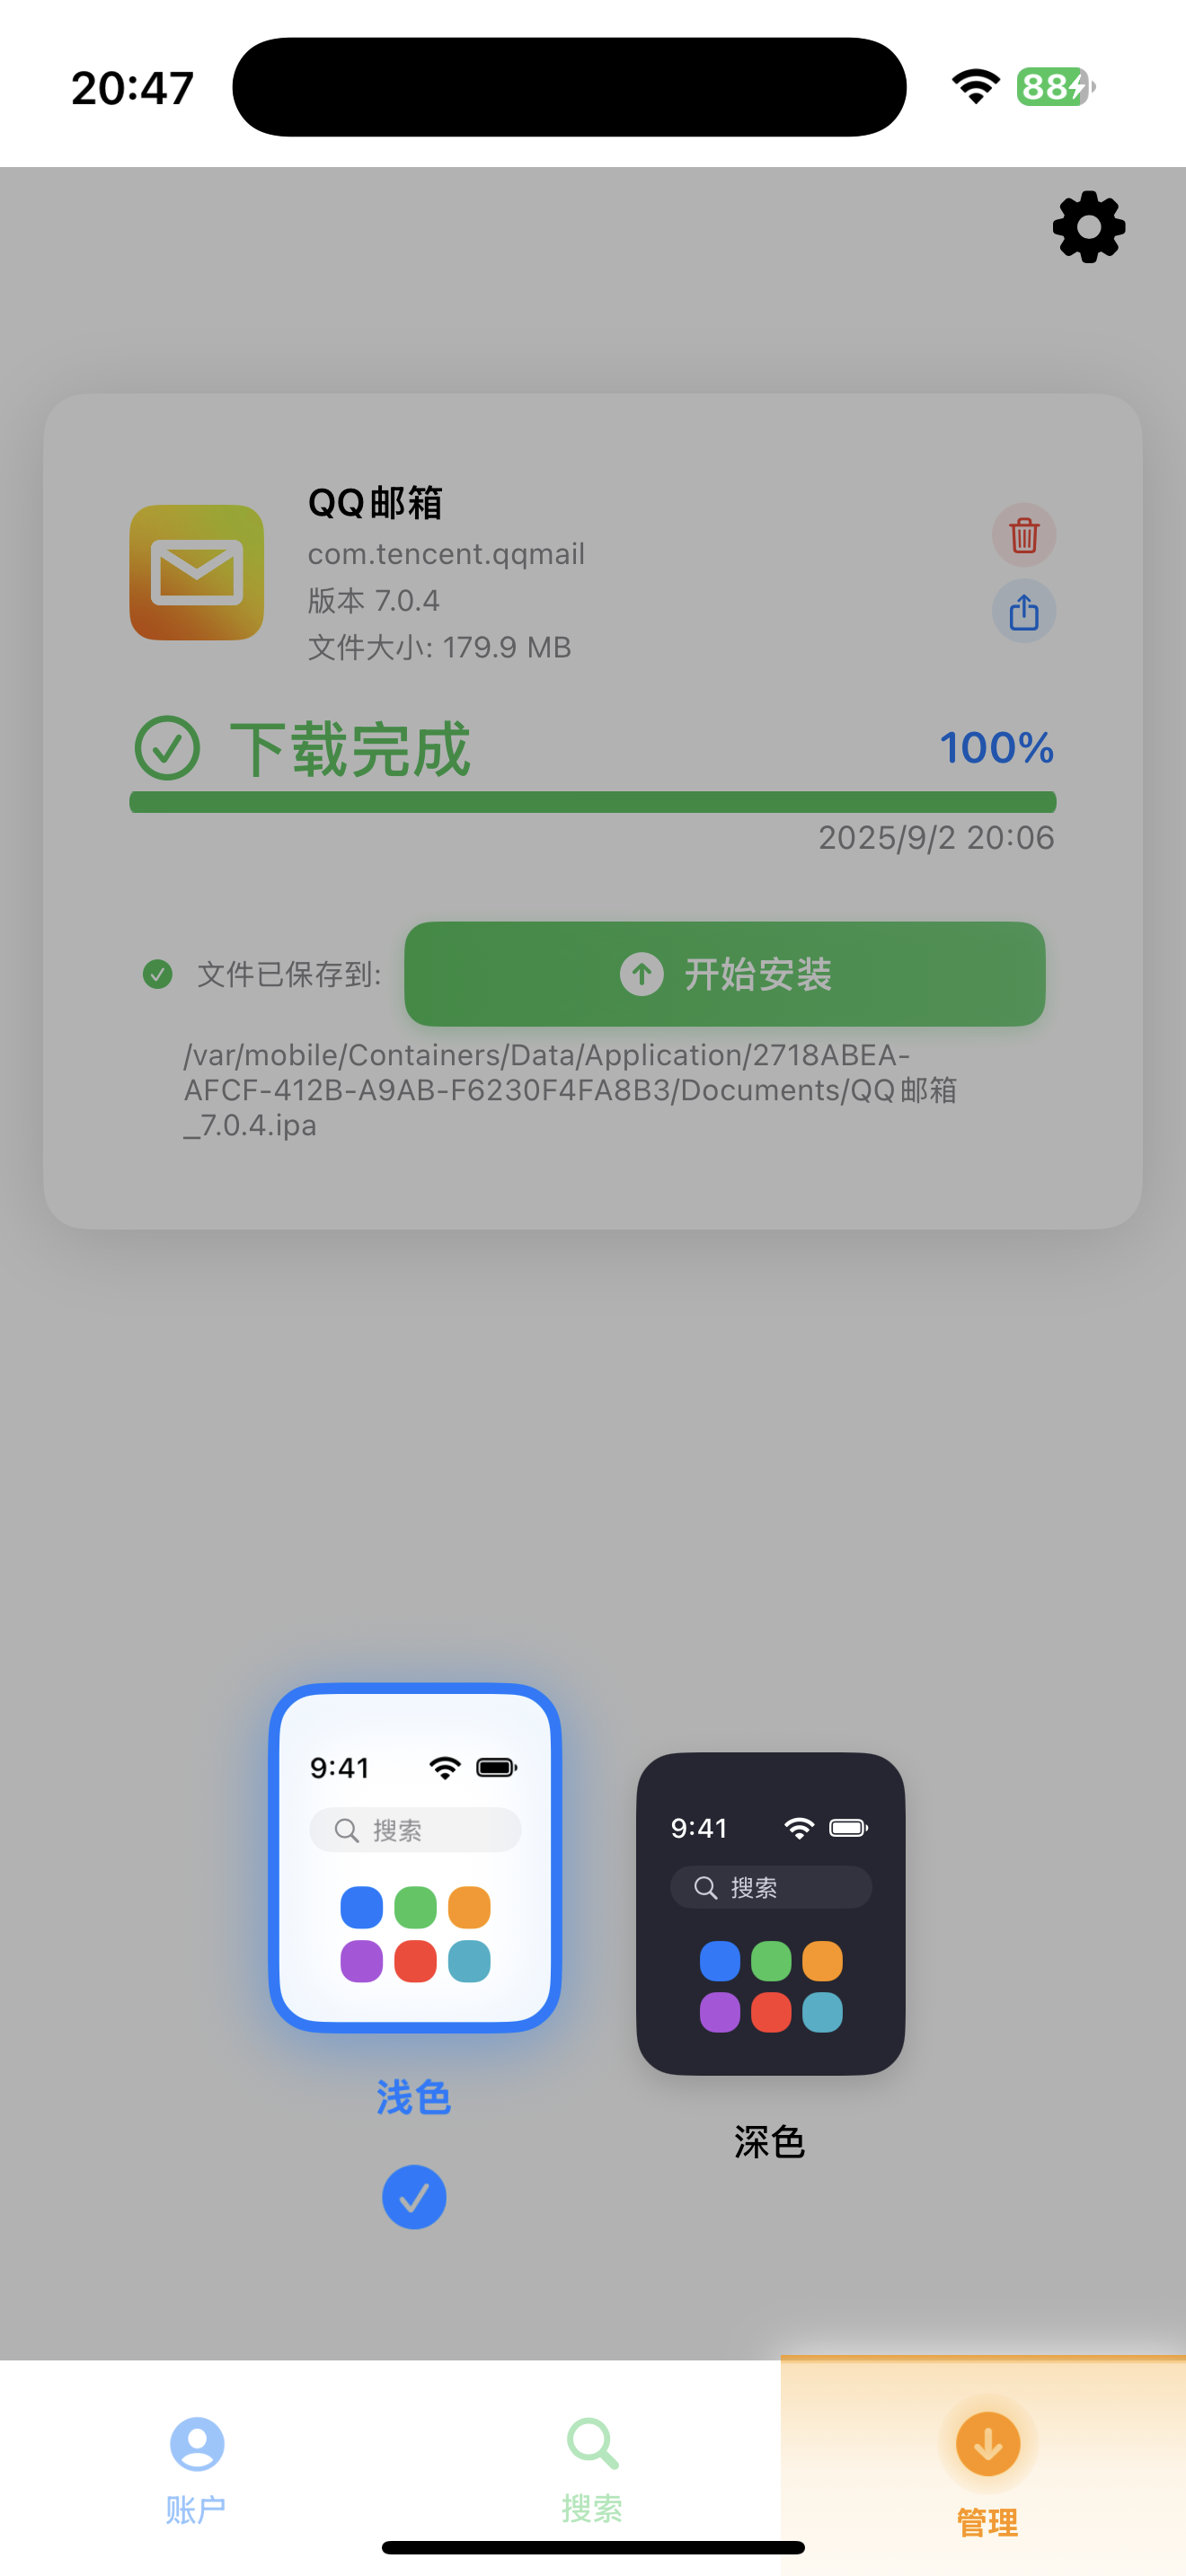 20:47
88
QQ邮箱
com.tencent.qqmail
版本 7.0.4
文件大小: 179.9 MB
下载完成
100%
2025/9/2 20:06
文件已保存到:
开始安装
/var/mobile/Containers/Data/Application/2718ABEA-
AFCF-412B-A9AB-F6230F4FA8B3/Documents/QQ邮箱
_7.0.4.ipa
9:41
搜索
浅色
9:41
搜索
深色
账户
搜索
管理